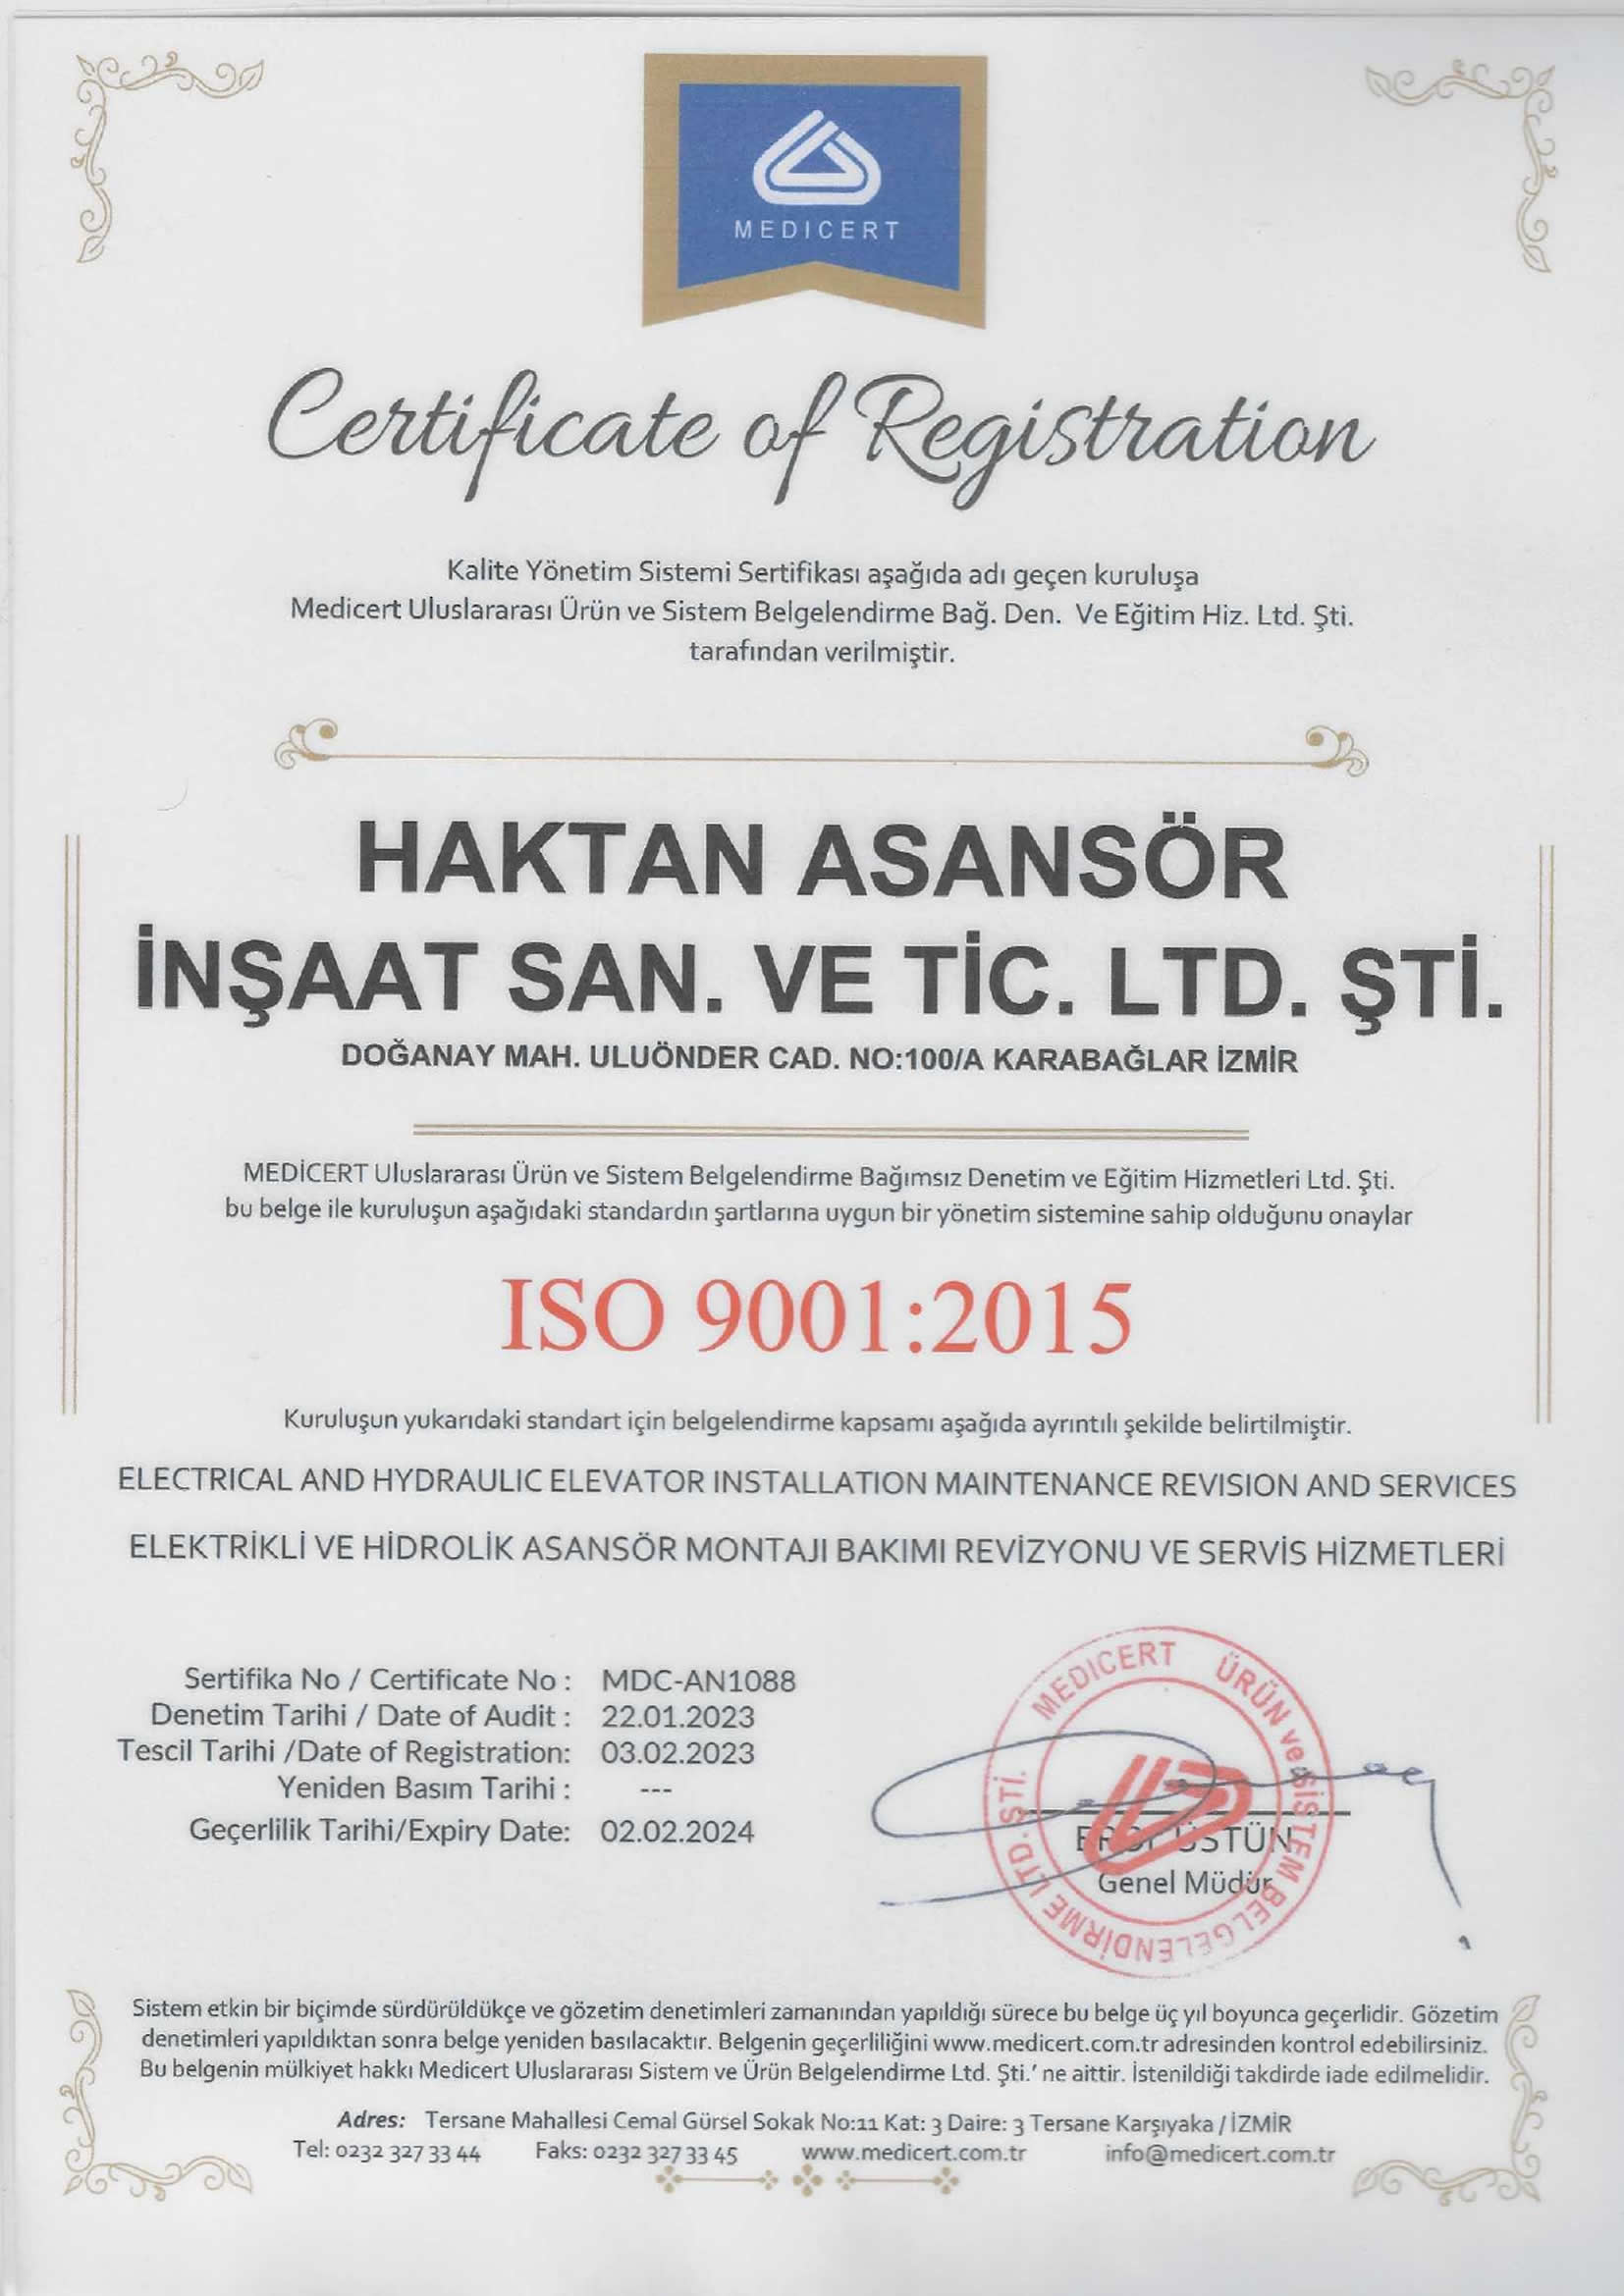 MEDICERT
Certificate of Registration
Kalite Yönetim Sistemi Sertifikası aşağıda adı geçen kuruluşa
Medicert Uluslararası Ürün ve Sistem Belgelendirme Bağ. Den. Ve Eğitim Hiz. Ltd. Şti.
tarafından verilmiştir.
HAKTAN ASANSÖR
İNŞAAT SAN. VE TİC. LTD. ŞTİ.
DOĞANAY MAH. ULUÖNDER CAD. NO:100/A KARABAĞLAR İZMİR
MEDİCERT Uluslararası Ürün ve Sistem Belgelendirme Bağımsız Denetim ve Eğitim Hizmetleri Ltd. Şti.
bu belge ile kuruluşun aşağıdaki standardın şartlarına uygun bir yönetim sistemine sahip olduğunu onaylar
ISO 9001:2015
Kuruluşun yukarıdaki standart için belgelendirme kapsamı aşağıda ayrıntılı şekilde belirtilmiştir.
ELECTRICAL AND HYDRAULIC ELEVATOR INSTALLATION MAINTENANCE REVISION AND SERVICES
ELEKTRİKLİ VE HİDROLİK ASANSÖR MONTAJI BAKIMI REVİZYONU VE SERVİS HİZMETLERİ
Sertifika No / Certificate No : MDC-AN1088
Denetim Tarihi / Date of Audit : 22.01.2023
Tescil Tarihi /Date of Registration: 03.02.2023
Yeniden Basım Tarihi : ---
Geçerlilik Tarihi/Expiry Date: 02.02.2024
MEDICERT ÜRÜN ve SİSTEM BELGELENDİRME LTD. ŞTİ.
ÜSTÜN
Genel Müdür
Sistem etkin bir biçimde sürdürüldükçe ve gözetim denetimleri zamanından yapıldığı sürece bu belge üç yıl boyunca geçerlidir. Gözetim
denetimleri yapıldıktan sonra belge yeniden basılacaktır. Belgenin geçerliliğini www.medicert.com.tr adresinden kontrol edebilirsiniz.
Bu belgenin mülkiyet hakkı Medicert Uluslararası Sistem ve Ürün Belgelendirme Ltd. Şti.' ne aittir. İstenildiği takdirde iade edilmelidir.
Adres: Tersane Mahallesi Cemal Gürsel Sokak No:11 Kat: 3 Daire: 3 Tersane Karşıyaka / İZMİR
Tel: 0232 327 33 44 Faks: 0232 327 33 45 www.medicert.com.tr info@medicert.com.tr